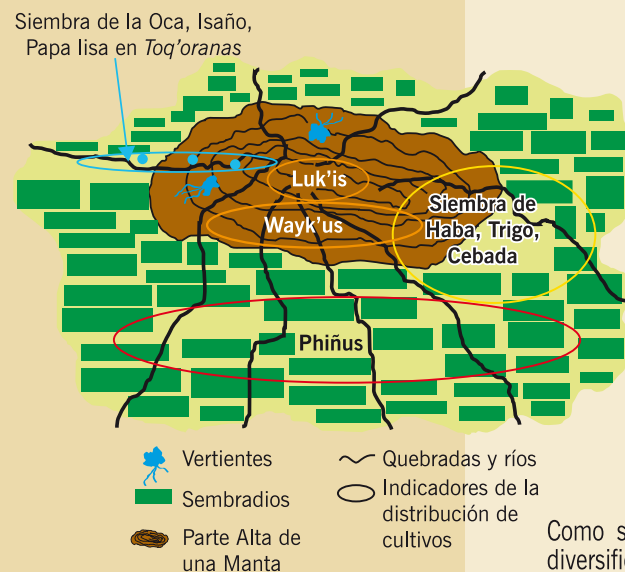 Siembra de la Oca, Isaño,
Papa lisa en Toq'oranas
Luk'is
Wayk'us
Siembra de
Haba, Trigo,
Cebada
Phiñus
Vertientes
Sembradios
Parte Alta de
una Manta
Quebradas y ríos
Indicadores de la
distribución de
cultivos
Como s
diversifi